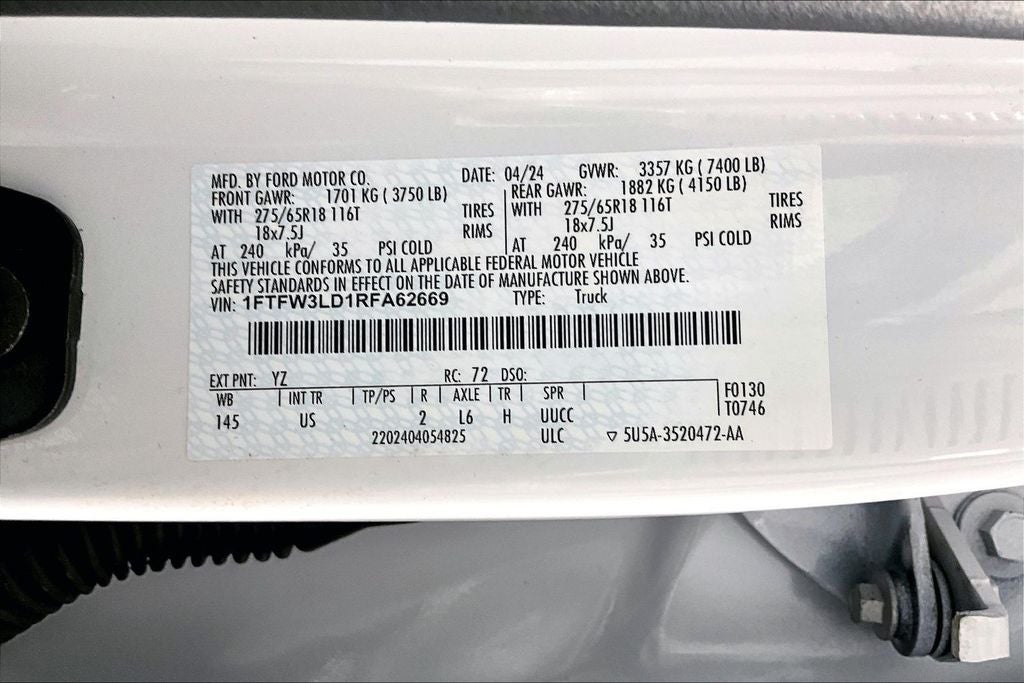 MFD. BY FORD MOTOR CO. DATE: 04/24 GVWR: 3357 KG ( 7400 LB)
FRONT GAWR: 1701 KG ( 3750 LB) REAR GAWR: 1882 KG ( 4150 LB)
WITH 275/65R18 116T TIRES WITH 275/65R18 116T TIRES
18x7.5J RIMS 18x7.5J RIMS
AT 240 kPa/ 35 PSI COLD AT 240 kPa/ 35 PSI COLD
THIS VEHICLE CONFORMS TO ALL APPLICABLE FEDERAL MOTOR VEHICLE
SAFETY STANDARDS IN EFFECT ON THE DATE OF MANUFACTURE SHOWN ABOVE.
VIN: 1FTFW3LD1RFA62669 TYPE: Truck
EXT PNT: YZ RC: 72 DSO:
WB INT TR TP/PS R AXLE TR SPR F0130
145 US 2 L6 H UUCC T0746
2202404054825 ULC ▽ 5U5A-3520472-AA